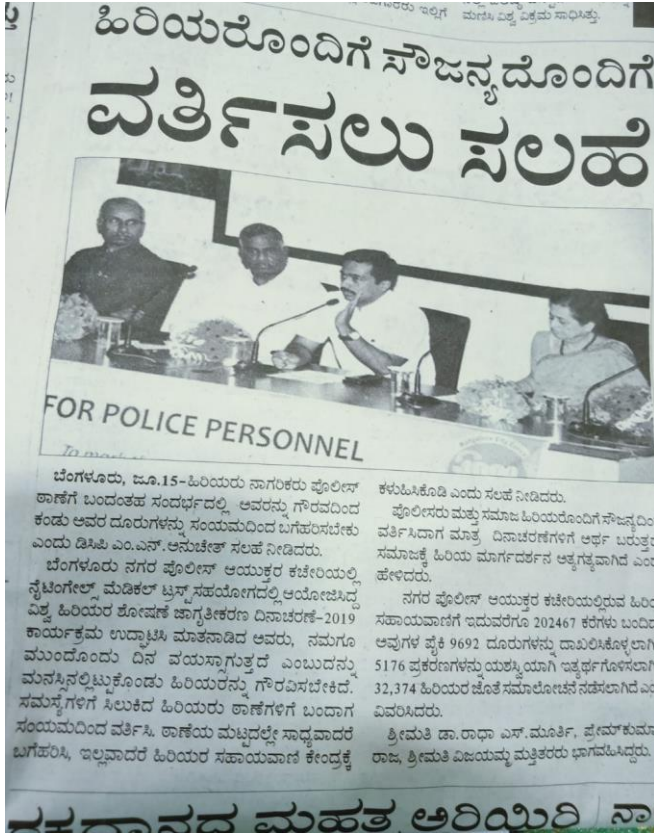 ಮಣಿಸಿ ವಿಶ್ವ ವಿಕ್ರಮ ಸಾಧಿಸಿತ್ತು.
ಹಿರಿಯರೊಂದಿಗೆ ಸೌಜನ್ಯದೊಂದಿಗೆ
ವರ್ತಿಸಲು ಸಲಹೆ
FOR POLICE PERSONNEL
ಬೆಂಗಳೂರು, ಜೂ.15-ಹಿರಿಯರು ನಾಗರಿಕರು ಪೊಲೀಸ್
ಠಾಣೆಗೆ ಬಂದಂತಹ ಸಂದರ್ಭದಲ್ಲಿ ಅವರನ್ನು ಗೌರವದಿಂದ
ಕಂಡು ಅವರ ದೂರುಗಳನ್ನು ಸಂಯಮದಿಂದ ಬಗೆಹರಿಸಬೇಕು
ಎಂದು ಡಿಸಿಪಿ ಎಂ.ಎನ್.ಅನುಚೇತ್ ಸಲಹೆ ನೀಡಿದರು.
ಬೆಂಗಳೂರು ನಗರ ಪೊಲೀಸ್ ಆಯುಕ್ತರ ಕಚೇರಿಯಲ್ಲಿ
ನೈಟಿಂಗೇಲ್ಸ್ ಮೆಡಿಕಲ್ ಟ್ರಸ್ಟ್ ಸಹಯೋಗದಲ್ಲಿ ಆಯೋಜಿಸಿದ್ದ
ವಿಶ್ವ ಹಿರಿಯರ ಶೋಷಣೆ ಜಾಗೃತೀಕರಣ ದಿನಾಚರಣೆ-2019
ಕಾರ್ಯಕ್ರಮ ಉದ್ಘಾಟಿಸಿ ಮಾತನಾಡಿದ ಅವರು, ನಮಗೂ
ಮುಂದೊಂದು ದಿನ ವಯಸ್ಸಾಗುತ್ತದೆ ಎಂಬುದನ್ನು
ಮನಸ್ಸಿನಲ್ಲಿಟ್ಟುಕೊಂಡು ಹಿರಿಯರನ್ನು ಗೌರವಿಸಬೇಕಿದೆ.
ಸಮಸ್ಯೆಗಳಿಗೆ ಸಿಲುಕಿದ ಹಿರಿಯರು ಠಾಣೆಗಳಿಗೆ ಬಂದಾಗ
ಸಂಯಮದಿಂದ ವರ್ತಿಸಿ. ಠಾಣೆಯ ಮಟ್ಟದಲ್ಲೇ ಸಾಧ್ಯವಾದರೆ
ಬಗೆಹರಿಸಿ, ಇಲ್ಲವಾದರೆ ಹಿರಿಯರ ಸಹಾಯವಾಣಿ ಕೇಂದ್ರಕ್ಕೆ
ಕಳುಹಿಸಿಕೊಡಿ ಎಂದು ಸಲಹೆ ನೀಡಿದರು.
ಪೊಲೀಸರು ಮತ್ತು ಸಮಾಜ ಹಿರಿಯರೊಂದಿಗೆ ಸೌಜನ್ಯದಿಂ
ವರ್ತಿಸಿದಾಗ ಮಾತ್ರ ದಿನಾಚರಣೆಗಳಿಗೆ ಅರ್ಥ ಬರುತ್ತ
ಸಮಾಜಕ್ಕೆ ಹಿರಿಯ ಮಾರ್ಗದರ್ಶನ ಅತ್ಯಗತ್ಯವಾಗಿದೆ ಎಂ
ಹೇಳಿದರು.
ನಗರ ಪೊಲೀಸ್ ಆಯುಕ್ತರ ಕಚೇರಿಯಲ್ಲಿರುವ ಹಿರಿ
ಸಹಾಯವಾಣಿಗೆ ಇದುವರೆಗೂ 202467 ಕರೆಗಳು ಬಂದಿದ
ಅವುಗಳ ಪೈಕಿ 9692 ದೂರುಗಳನ್ನು ದಾಖಲಿಸಿಕೊಳ್ಳಲಾಗಿ
5176 ಪ್ರಕರಣಗಳನ್ನು ಯಶಸ್ವಿಯಾಗಿ ಇತ್ಯರ್ಥಗೊಳಿಸಲಾಗಿ
32,374 ಹಿರಿಯರ ಜೊತೆ ಸಮಾಲೋಚನೆ ನಡೆಸಲಾಗಿದೆ ಎಂ
ವಿವರಿಸಿದರು.
ಶ್ರೀಮತಿ ಡಾ.ರಾಧಾ ಎಸ್.ಮೂರ್ತಿ, ಪ್ರೇಮ್‌ಕುಮಾ
ರಾಜ, ಶ್ರೀಮತಿ ವಿಜಯಮ್ಮ ಮತ್ತಿತರರು ಭಾಗವಹಿಸಿದ್ದರು.
ರಕ್ತದಾನದ ಮಹತ್ವ ಅರಿಯಿರಿ
ನಾ